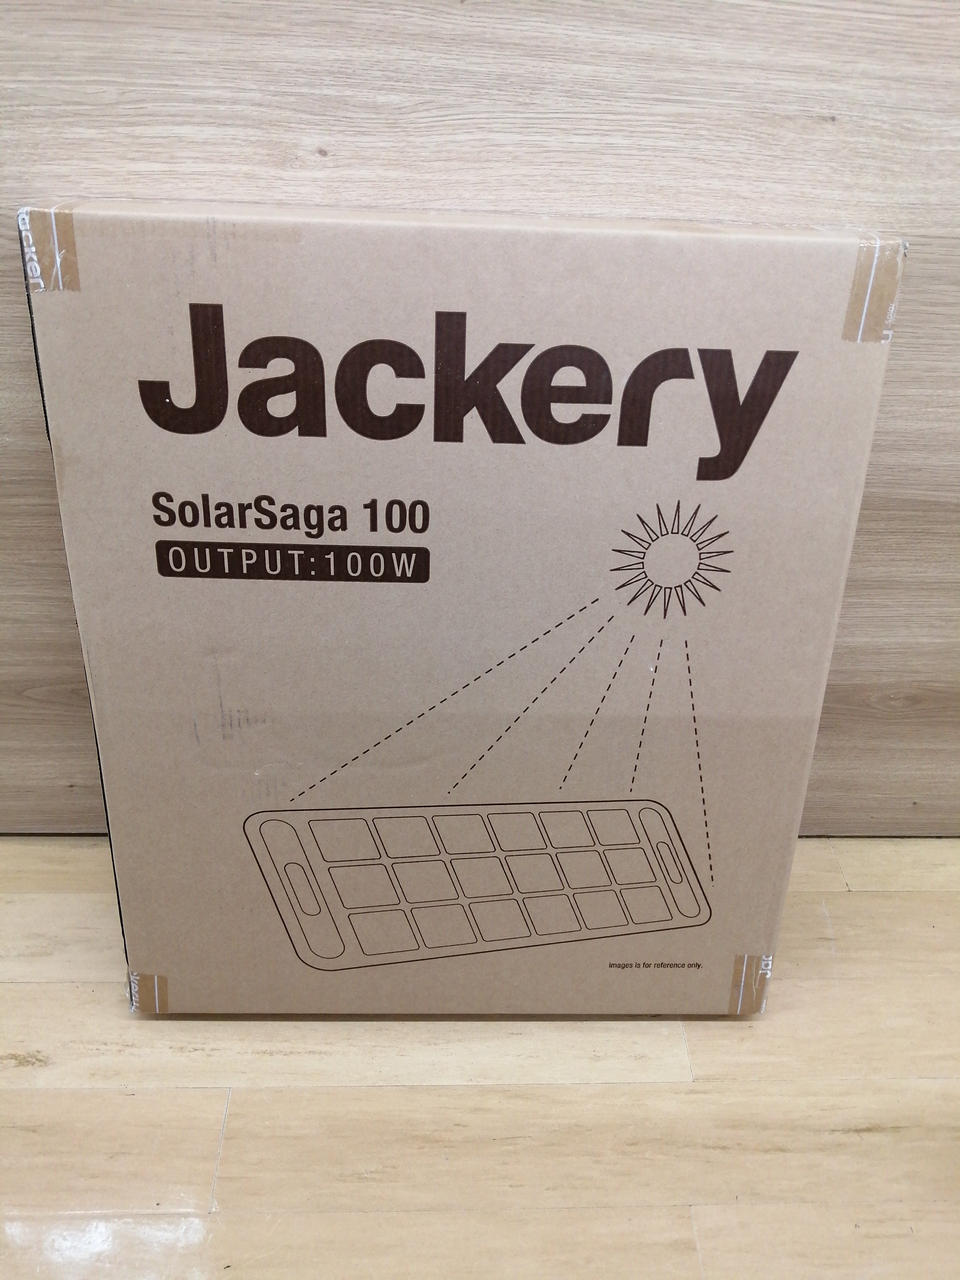 Jackery
SolarSaga 100
OUTPUT:100W
Images is for reference only.